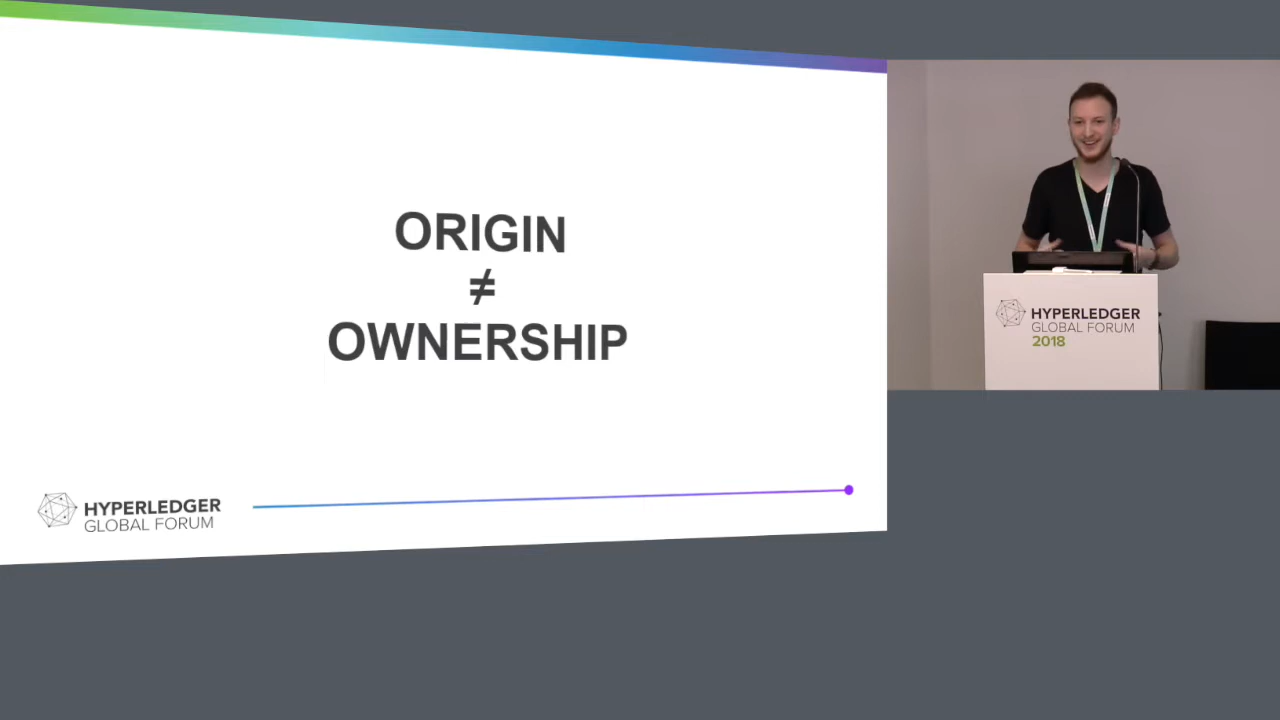 ORIGIN
≠
OWNERSHIP
HYPERLEDGER
GLOBAL FORUM
HYPERLEDGER
GLOBAL FORUM
2018